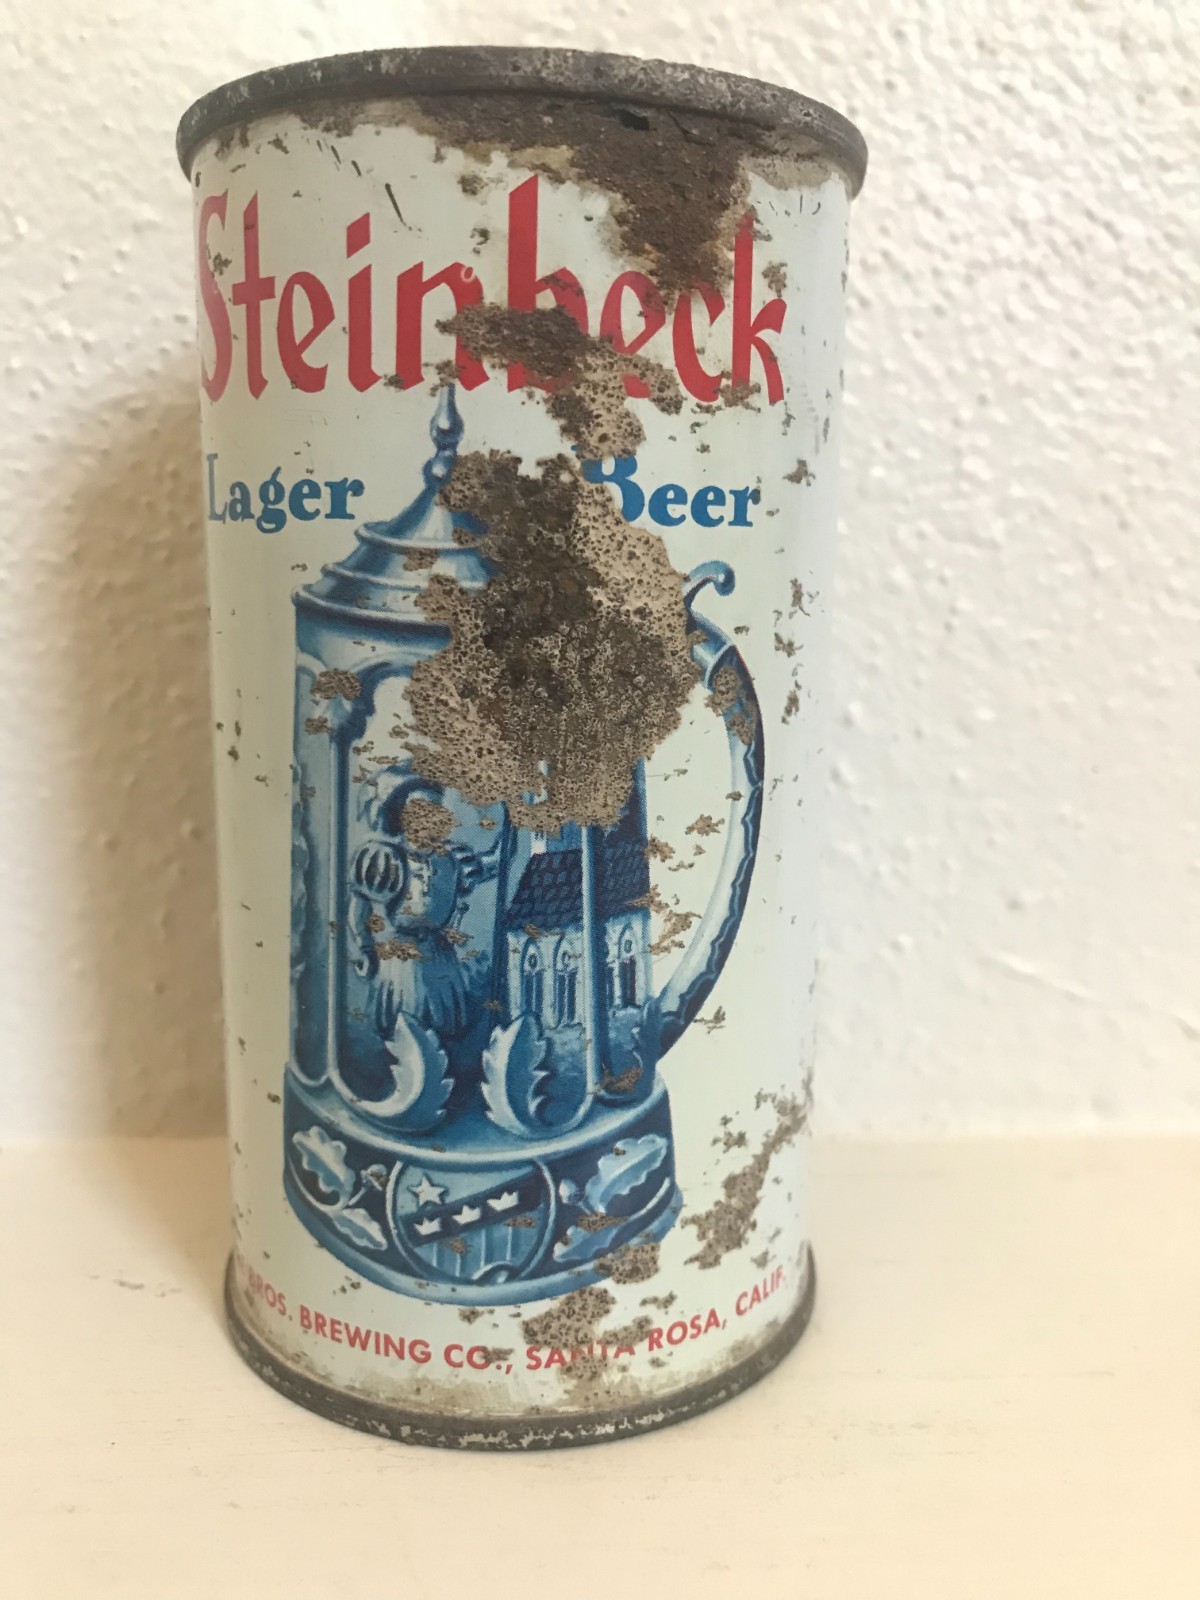 Steinbeck
Lager Beer
BROS. BREWING CO., SANTA ROSA, CALIF.